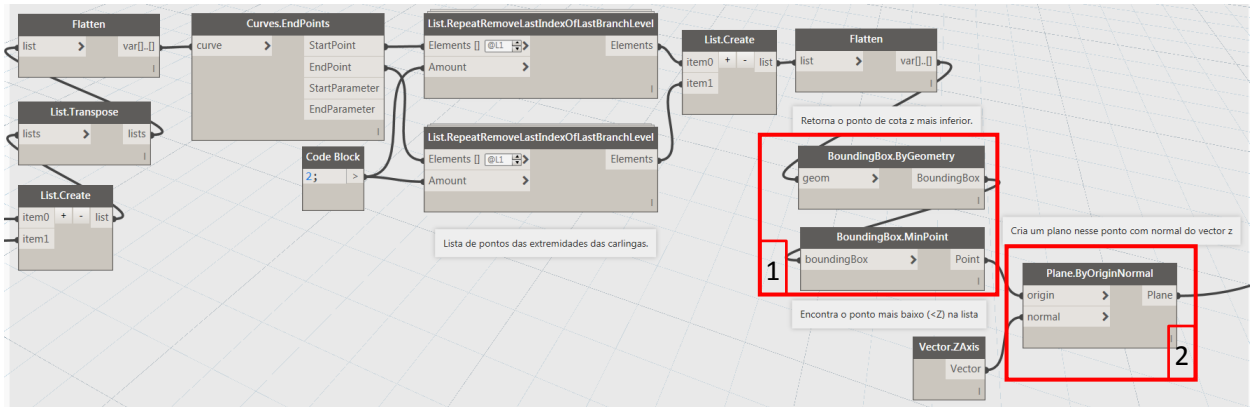 Flatten
list > var[]..[]
|
List.Transpose
lists > lists
|
List.Create
item0 + - list
item1
|
Curves.EndPoints
curve > StartPoint
EndPoint
StartParameter
EndParameter
|
Code Block
2; >
List.RepeatRemoveLastIndexOfLastBranchLevel
Elements [] @L1 > Elements
Amount >
|
List.RepeatRemoveLastIndexOfLastBranchLevel
Elements [] @L1 > Elements
Amount >
|
Lista de pontos das extremidades das carlingas.
List.Create
item0 + - list
item1
|
Flatten
list > var[]..[]
|
Retorna o ponto de cota z mais inferior.
BoundingBox.ByGeometry
geom > BoundingBox
|
BoundingBox.MinPoint
boundingBox > Point
|
1
Encontra o ponto mais baixo (<Z) na lista
Vector.ZAxis
Vector
|
Cria um plano nesse ponto com normal do vector z
Plane.ByOriginNormal
origin > Plane
normal >
|
2